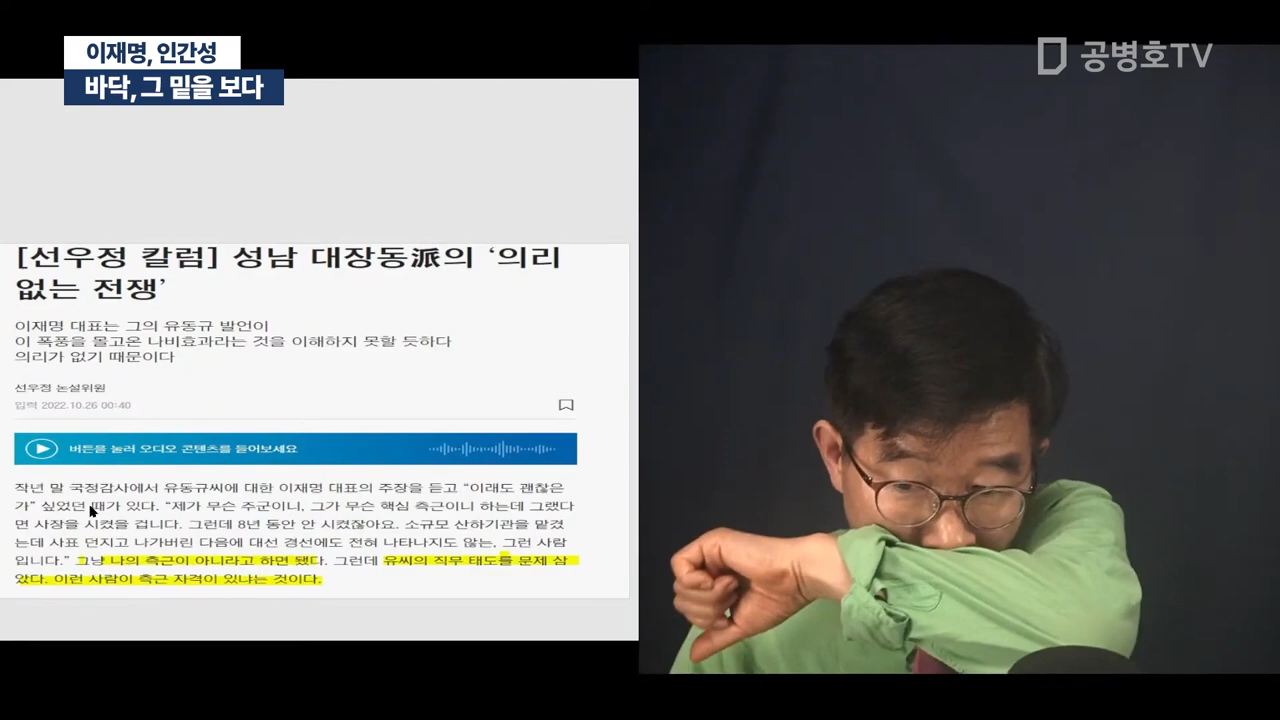 이재명, 인간성
바닥, 그 밑을 보다
공병호TV
[선우정 칼럼] 성남 대장동派의 ‘의리
없는 전쟁’
이재명 대표는 그의 유동규 발언이
이 폭풍을 몰고온 나비효과라는 것을 이해하지 못할 듯하다
의리가 없기 때문이다
선우정 논설위원
입력 2022.10.26 00:40
버튼을 눌러 오디오 콘텐츠를 들어보세요
작년 말 국정감사에서 유동규씨에 대한 이재명 대표의 주장을 듣고 “이래도 괜찮은
가” 싶었던 때가 있다. “제가 무슨 주군이니, 그가 무슨 핵심 측근이니 하는데 그랬다
면 사장을 시켰을 겁니다. 그런데 8년 동안 안 시켰잖아요. 소규모 산하기관을 맡겼
는데 사표 던지고 나가버린 다음에 대선 경선에도 전혀 나타나지도 않는, 그런 사람
입니다.” 그냥 나의 측근이 아니라고 하면 됐다. 그런데 유씨의 직무 태도를 문제 삼
았다. 이런 사람이 측근 자격이 있냐는 것이다.